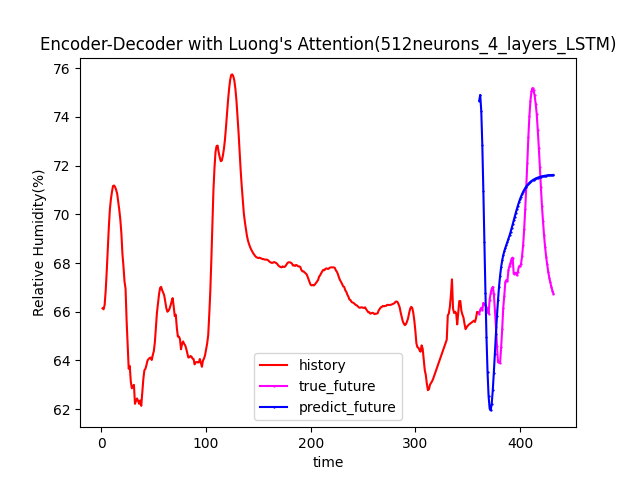 Encoder-Decoder with Luong's Attention(512neurons_4_layers_LSTM)
76
74
72
70
68
66
64
62
Relative Humidity(%)
history
true_future
predict_future
0
100
200
300
400
time